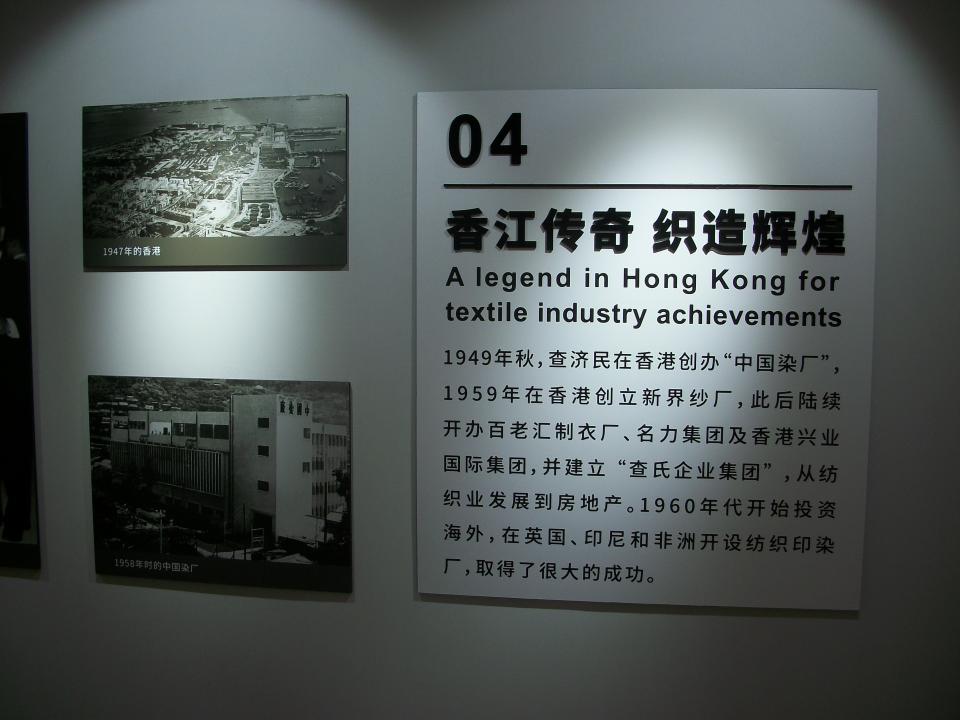 1947年的香港
1958年时的中国染厂
04
香江传奇 织造辉煌
A legend in Hong Kong for
textile industry achievements
1949年秋,查济民在香港创办“中国染厂”,
1959年在香港创立新界纱厂,此后陆续
开办百老汇制衣厂、名力集团及香港兴业
国际集团,并建立“查氏企业集团”,从纺
织业发展到房地产。1960年代开始投资
海外,在英国、印尼和非洲开设纺织印染
厂,取得了很大的成功。